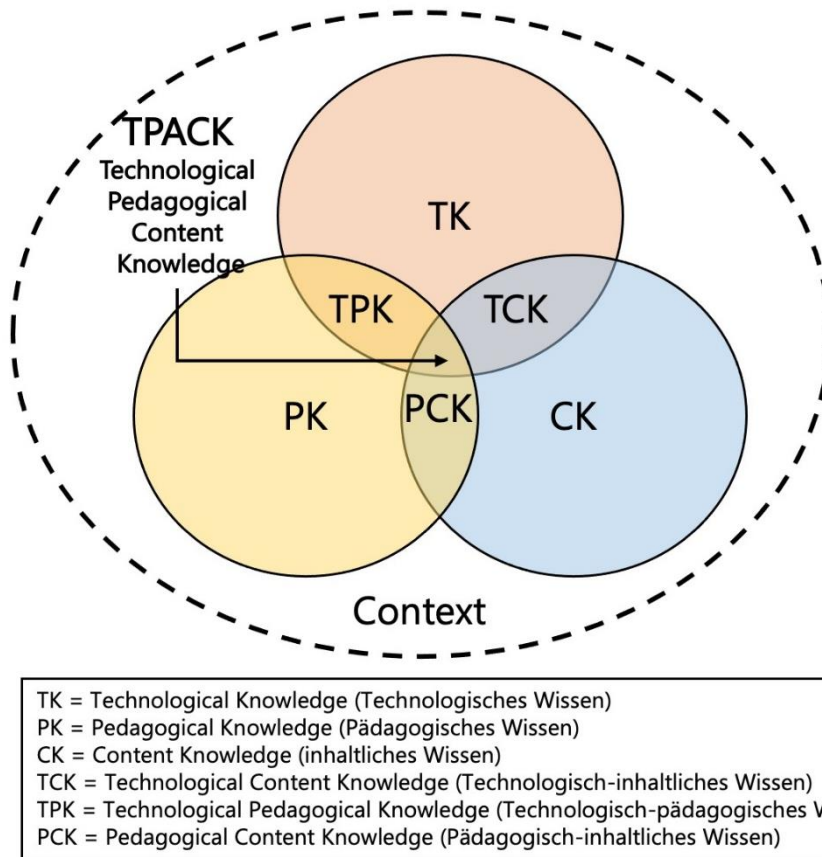 TPACK
Technological
Pedagogical
Content
Knowledge
TK
TPK
TCK
PK
PCK
CK
Context
TK = Technological Knowledge (Technologisches Wissen)
PK = Pedagogical Knowledge (Pädagogisches Wissen)
CK = Content Knowledge (inhaltliches Wissen)
TCK = Technological Content Knowledge (Technologisch-inhaltliches Wissen)
TPK = Technological Pedagogical Knowledge (Technologisch-pädagogisches
PCK = Pedagogical Content Knowledge (Pädagogisch-inhaltliches Wissen)